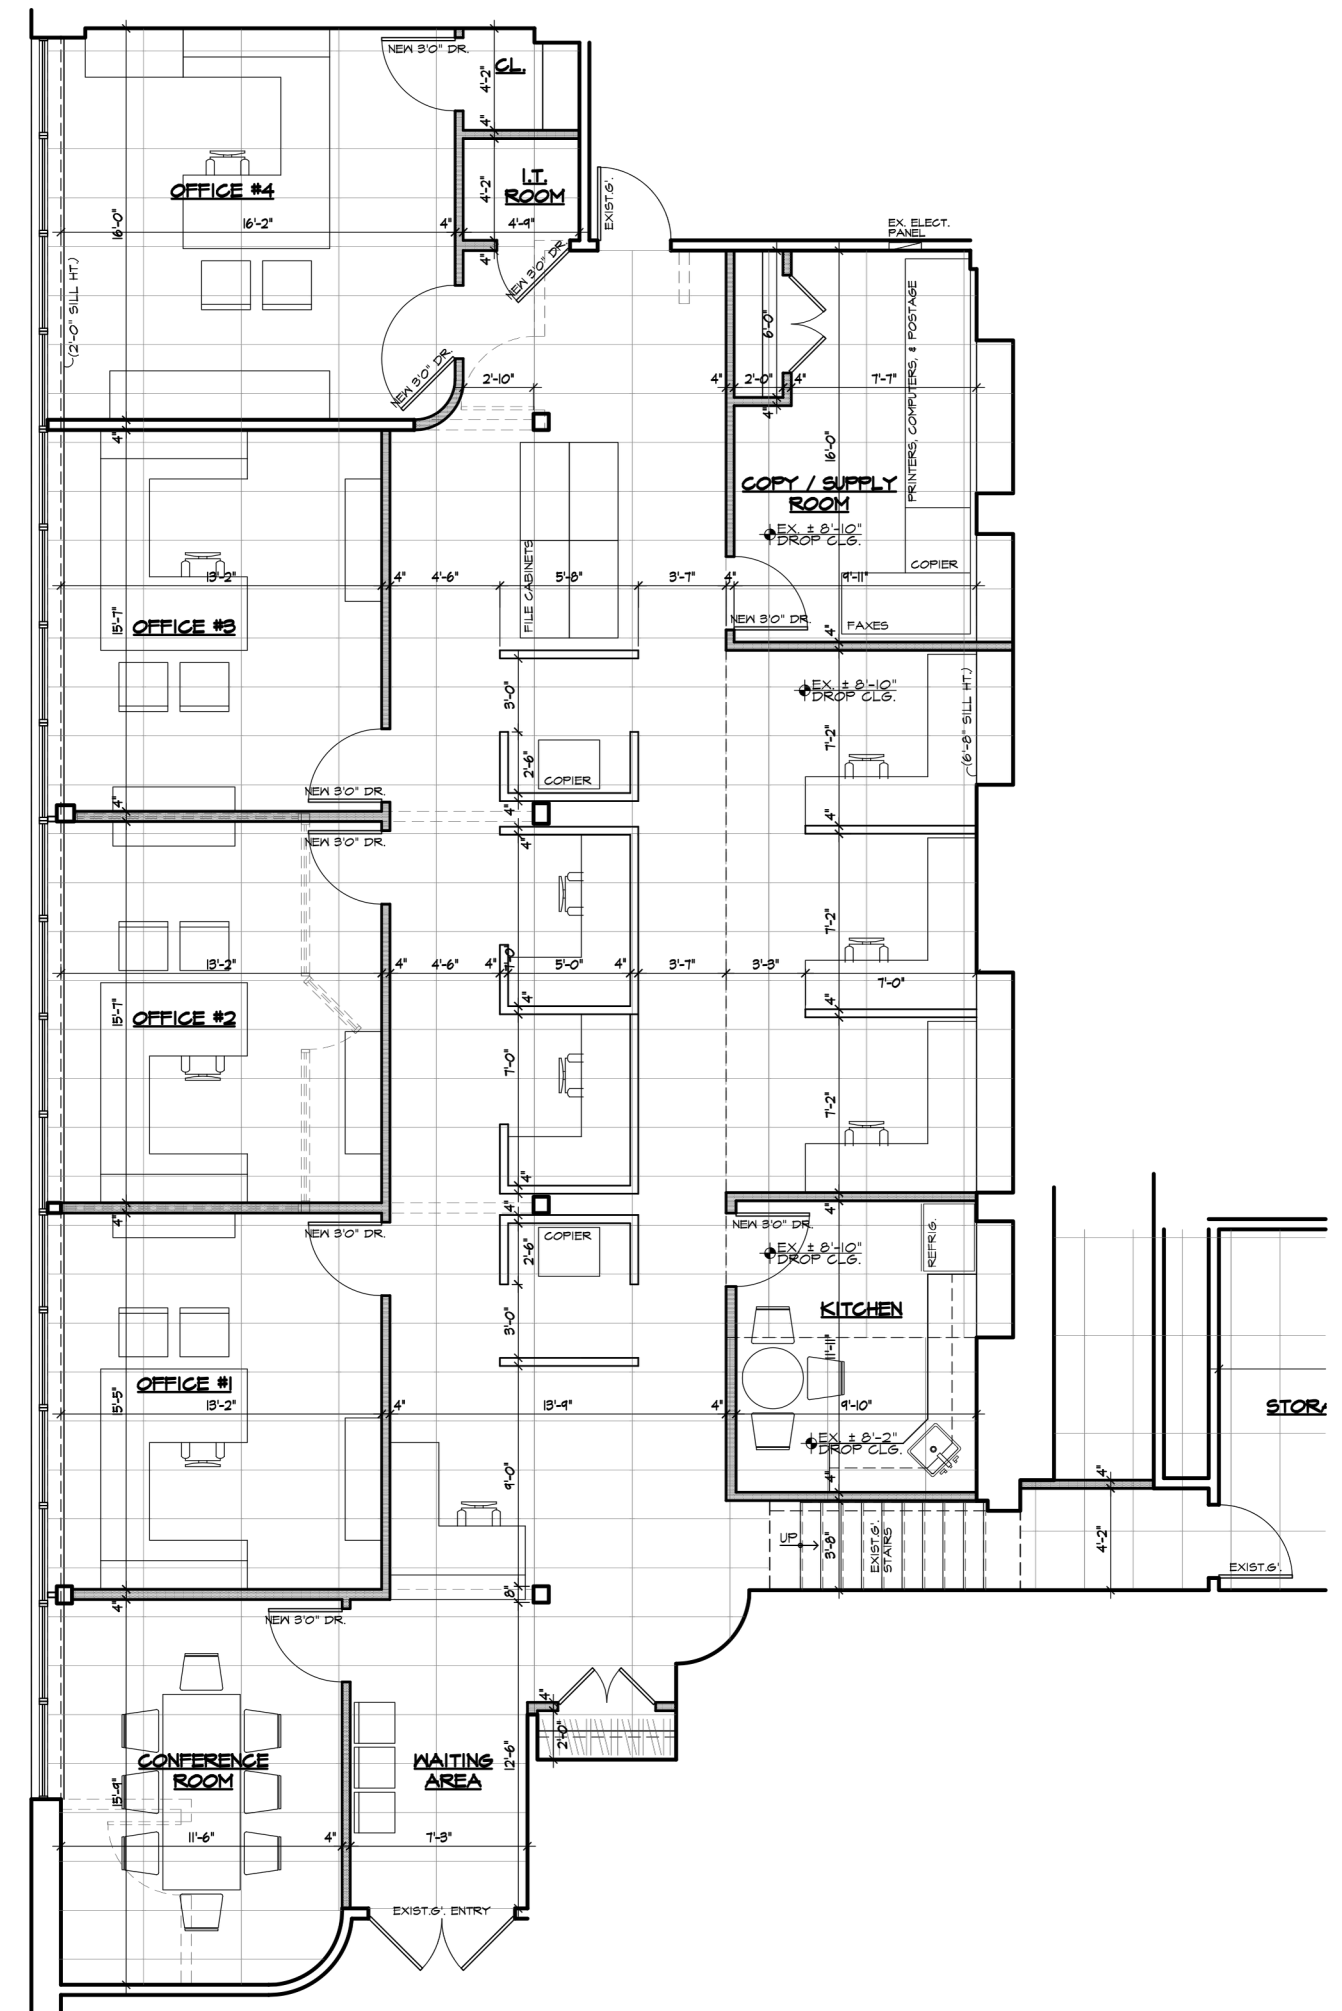 NEW 3'0" DR.
CL.
4'-2"
4"
I.T.
ROOM
4'-2"
OFFICE #4
16'-0"
16'-2"
4"
4'-9"
4"
EXIST.G'.
NEW 3'0" DR.
EX. ELECT.
PANEL
(2'-0" SILL HT.)
NEW 3'0" DR.
2'-10"
6'-0"
4"
2'-0"
4"
7'-7"
4"
PRINTERS, COMPUTERS, & POSTAGE
16'-0"
4"
COPY / SUPPLY
ROOM
EX. ± 8'-10"
DROP CLG.
COPIER
FILE CABINETS
13'-2"
4"
4'-6"
5'-8"
3'-7"
4"
9'-11"
15'-7"
OFFICE #3
NEW 3'0" DR.
FAXES
4"
EX. ± 8'-10"
DROP CLG.
(6'-8" SILL HT.)
3'-0"
7'-2"
2'-6"
COPIER
NEW 3'0" DR.
4"
4"
4"
NEW 3'0" DR.
4"
7'-2"
13'-2"
4"
4'-6"
4"
7'-0"
5'-0"
4"
3'-7"
3'-3"
7'-0"
15'-7"
OFFICE #2
4"
4"
7'-0"
7'-2"
4"
4"
4"
4"
NEW 3'0" DR.
COPIER
2'-6"
NEW 3'0" DR.
EX. ± 8'-10"
DROP CLG.
REFRIG.
KITCHEN
3'-0"
11'-11"
OFFICE #1
15'-5"
13'-2"
4"
13'-9"
4"
9'-10"
STORA
EX. ± 8'-2"
DROP CLG.
9'-0"
4"
4"
UP
3'-8"
EXIST.G'.
STAIRS
4'-2"
EXIST.G'.
4"
8"
NEW 3'0" DR.
4"
2'-0"
CONFERENCE
ROOM
15'-9"
WAITING
AREA
12'-6"
11'-6"
4"
7'-3"
EXIST.G'. ENTRY